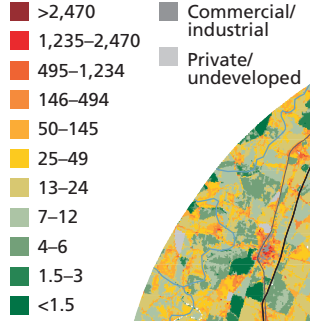 >2,470
1,235–2,470
495–1,234
146–494
50–145
25–49
13–24
7–12
4–6
1.5–3
<1.5
Commercial/
industrial
Private/
undeveloped